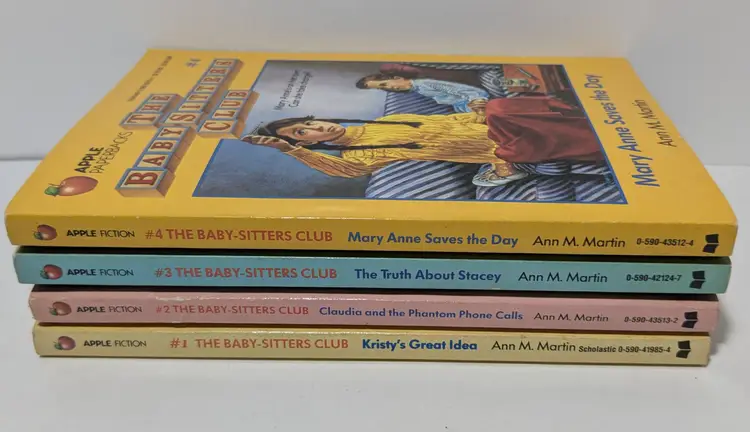 #4
THE
BABY-SITTERS
CLUB
APPLE
PAPERBACKS
Mary Anne Saves the Day
Ann M. Martin
APPLE FICTION #4 THE BABY-SITTERS CLUB Mary Anne Saves the Day Ann M. Martin 0-590-43512-4
APPLE FICTION #3 THE BABY-SITTERS CLUB The Truth About Stacey Ann M. Martin 0-590-42124-7
APPLE FICTION #2 THE BABY-SITTERS CLUB Claudia and the Phantom Phone Calls Ann M. Martin 0-590-43513-2
APPLE FICTION #1 THE BABY-SITTERS CLUB Kristy's Great Idea Ann M. Martin Scholastic 0-590-41985-4